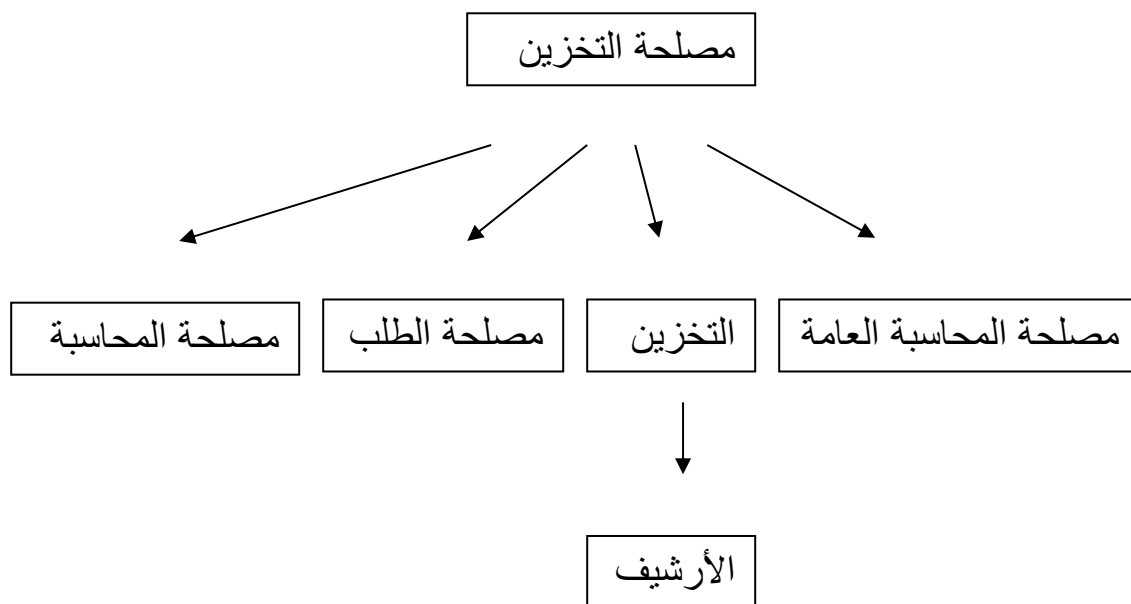 مصلحة التخزين
مصلحة المحاسبة العامة
التخزين
مصلحة الطلب
مصلحة المحاسبة
الأرشيف